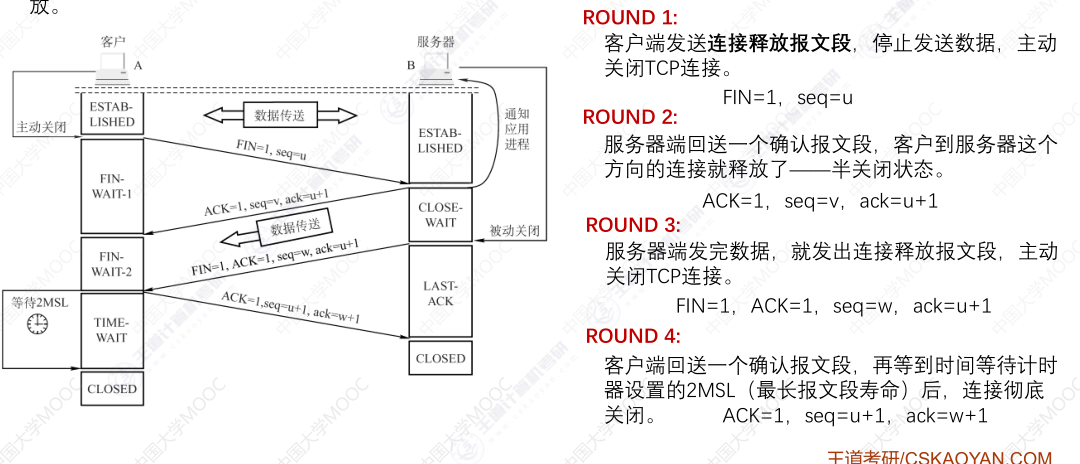 放。
客户
服务器
A
B
ESTAB-
LISHED
主动关闭
数据传送
通知
应用
进程
ESTAB-
LISHED
FIN=1, seq=u
FIN-
WAIT-1
ACK=1, seq=v, ack=u+1
CLOSE-
WAIT
数据传送
被动关闭
FIN-
WAIT-2
FIN=1, ACK=1, seq=w, ack=u+1
等待2MSL
LAST-
ACK
ACK=1,seq=u+1, ack=w+1
TIME-
WAIT
CLOSED
CLOSED
ROUND 1:
客户端发送连接释放报文段，停止发送数据，主动
关闭TCP连接。
FIN=1，seq=u
ROUND 2:
服务器端回送一个确认报文段，客户到服务器这个
方向的连接就释放了——半关闭状态。
ACK=1，seq=v，ack=u+1
ROUND 3:
服务器端发完数据，就发出连接释放报文段，主动
关闭TCP连接。
FIN=1，ACK=1，seq=w，ack=u+1
ROUND 4:
客户端回送一个确认报文段，再等到时间等待计时
器设置的2MSL（最长报文段寿命）后，连接彻底
关闭。 ACK=1，seq=u+1，ack=w+1
王道考研/CSKAOYAN.COM
中国大学MOOC